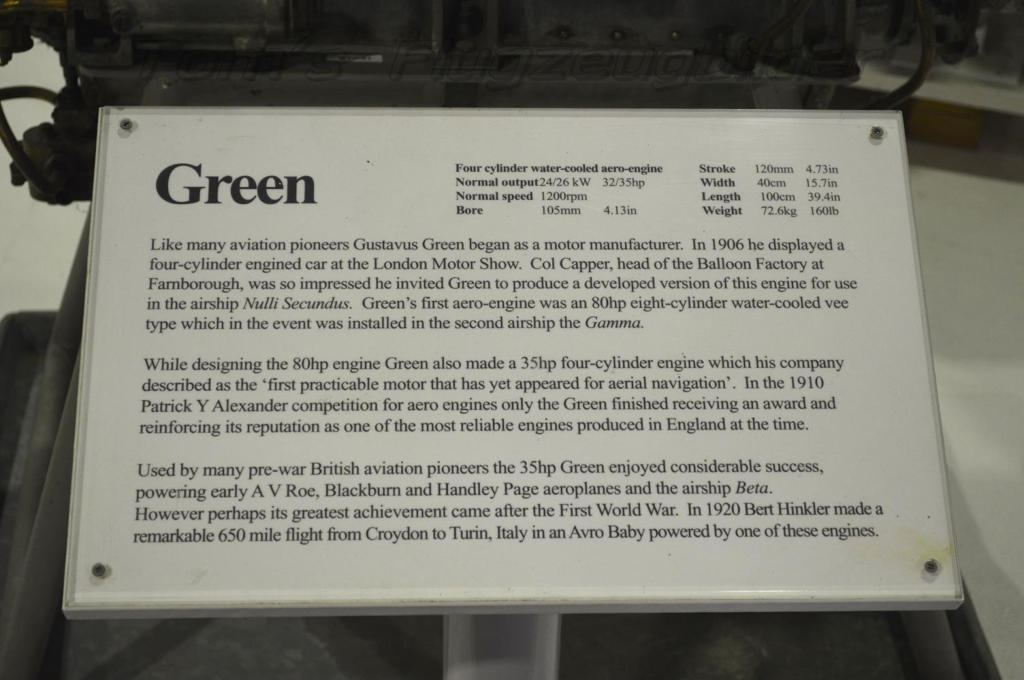 Tom's Flugzeug
Green
Four cylinder water-cooled aero-engine
Normal output 24/26 kW 32/35hp
Normal speed 1200rpm
Bore 105mm 4.13in
Stroke 120mm 4.73in
Width 40cm 15.7in
Length 100cm 39.4in
Weight 72.6kg 160lb
Like many aviation pioneers Gustavus Green began as a motor manufacturer. In 1906 he displayed a
four-cylinder engined car at the London Motor Show. Col Capper, head of the Balloon Factory at
Farnborough, was so impressed he invited Green to produce a developed version of this engine for use
in the airship Nulli Secundus. Green's first aero-engine was an 80hp eight-cylinder water-cooled vee
type which in the event was installed in the second airship the Gamma.
While designing the 80hp engine Green also made a 35hp four-cylinder engine which his company
described as the 'first practicable motor that has yet appeared for aerial navigation'. In the 1910
Patrick Y Alexander competition for aero engines only the Green finished receiving an award and
reinforcing its reputation as one of the most reliable engines produced in England at the time.
Used by many pre-war British aviation pioneers the 35hp Green enjoyed considerable success,
powering early A V Roe, Blackburn and Handley Page aeroplanes and the airship Beta.
However perhaps its greatest achievement came after the First World War. In 1920 Bert Hinkler made a
remarkable 650 mile flight from Croydon to Turin, Italy in an Avro Baby powered by one of these engines.